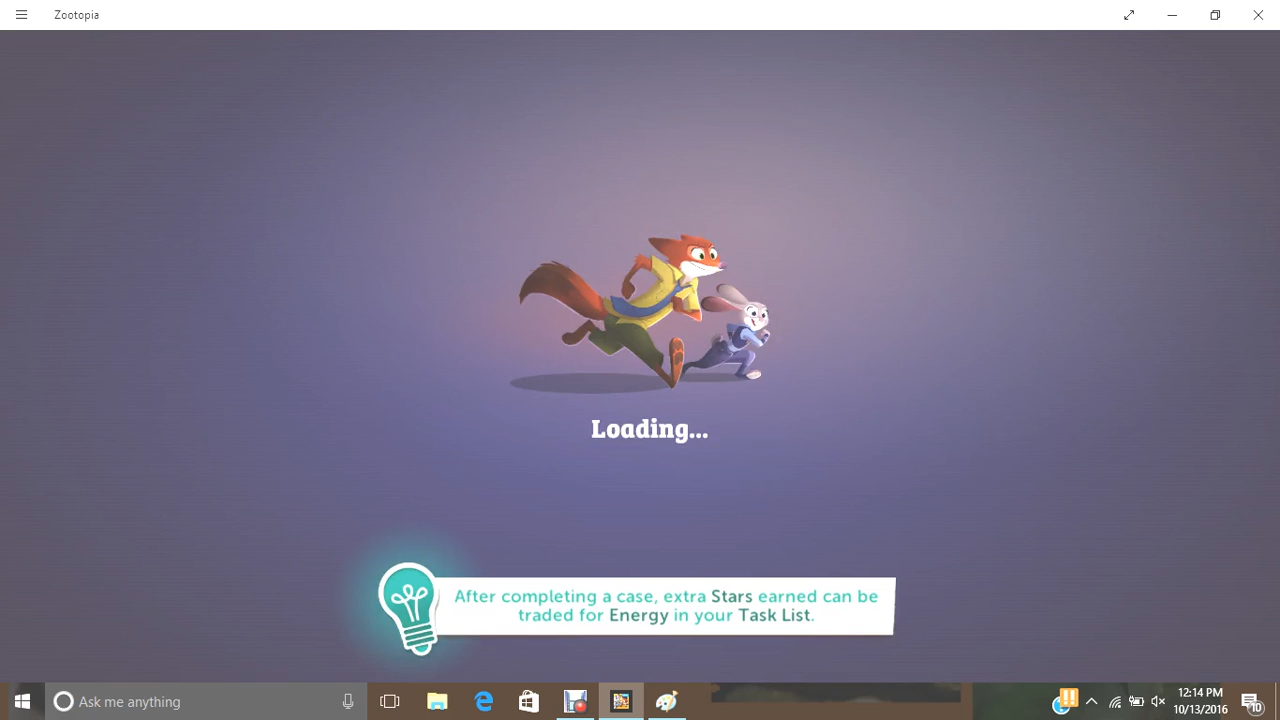 Zootopia
Loading...
After completing a case, extra Stars earned can be
traded for Energy in your Task List.
Ask me anything
12:14 PM
10/13/2016
10